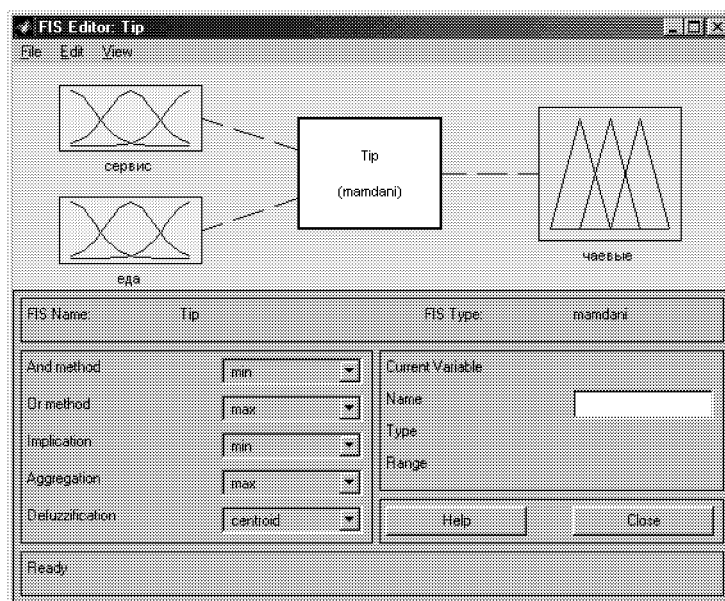 FIS Editor: Tip
File Edit View
сервис
еда
Tip
(mamdani)
чаевые
FIS Name: Tip FIS Type: mamdani
And method min
Or method max
Implication min
Aggregation max
Defuzzification centroid
Current Variable
Name
Type
Range
Help Close
Ready